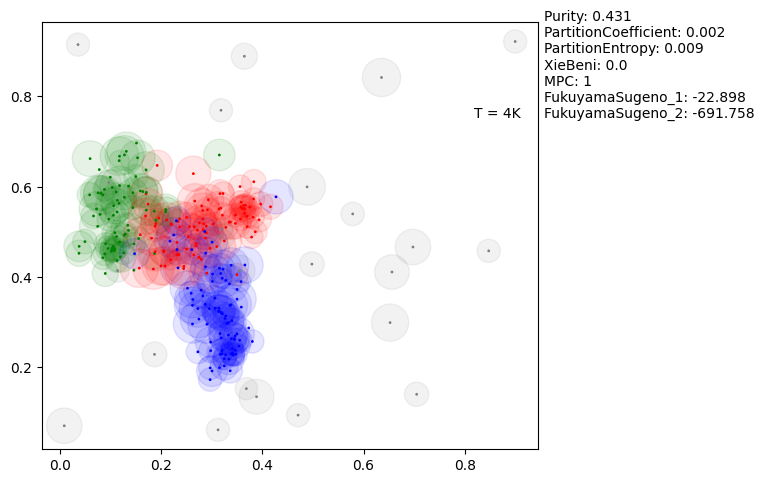 Purity: 0.431
PartitionCoefficient: 0.002
PartitionEntropy: 0.009
XieBeni: 0.0
MPC: 1
FukuyamaSugeno_1: -22.898
FukuyamaSugeno_2: -691.758
T = 4K
0.8
0.6
0.4
0.2
0.0 0.2 0.4 0.6 0.8